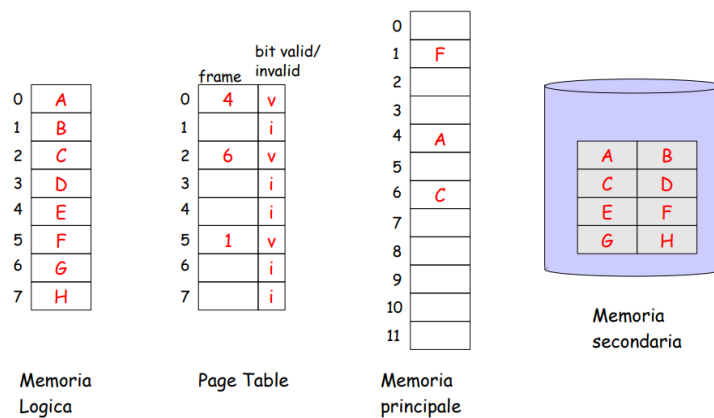 bit valid/
invalid
frame
0 A
1 B
2 C
3 D
4 E
5 F
6 G
7 H
Memoria
Logica
0 4 v
1 i
2 6 v
3 i
4 i
5 1 v
6 i
7 i
Page Table
0
1 F
2
3
4 A
5
6 C
7
8
9
10
11
Memoria
principale
A B
C D
E F
G H
Memoria
secondaria